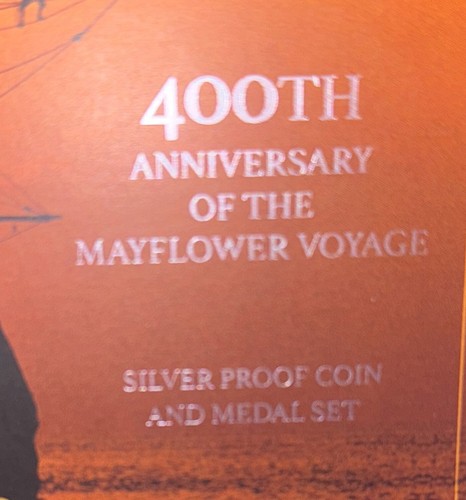 400TH
ANNIVERSARY
OF THE
MAYFLOWER VOYAGE
SILVER PROOF COIN
AND MEDAL SET